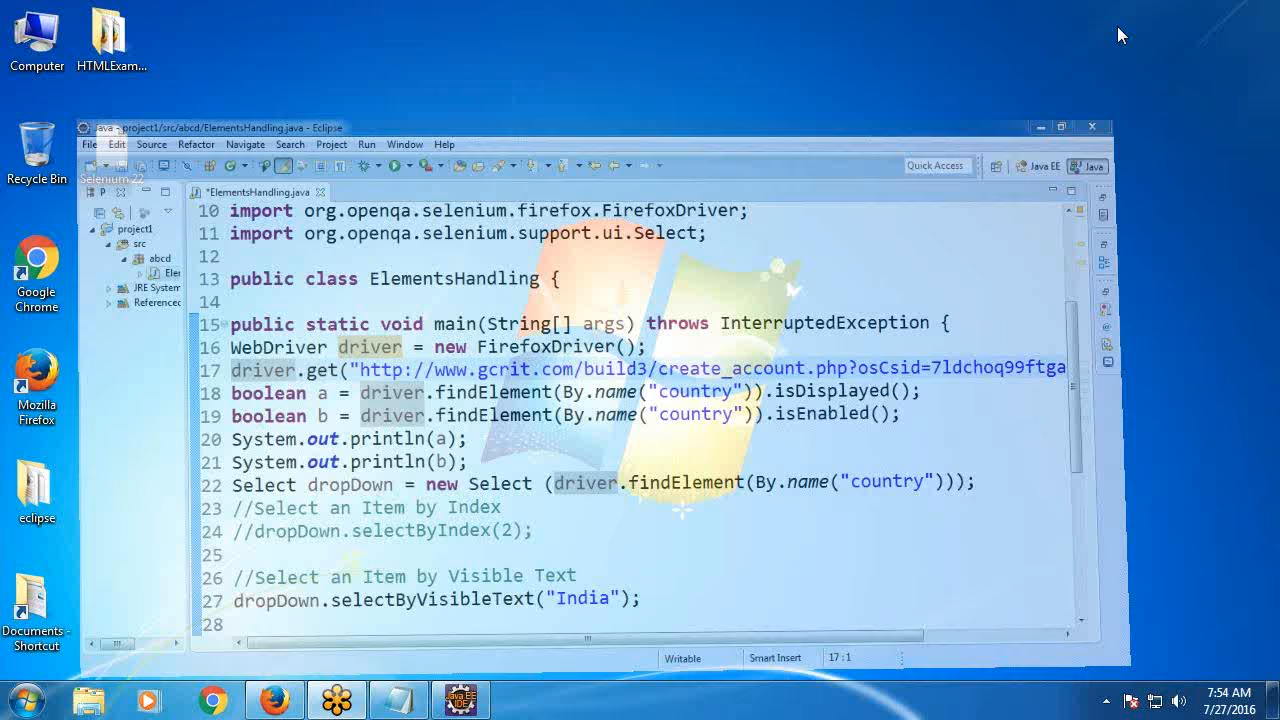 Computer
HTMLExam...
Recycle Bin
Selenium 22
Google
Chrome
Mozilla
Firefox
eclipse
Documents -
Shortcut
Java - project1/src/abcd/ElementsHandling.java - Eclipse
File Edit Source Refactor Navigate Search Project Run Window Help
Quick Access
Java EE
Java
P
project1
src
abcd
Elei
JRE System
Referenced
*ElementsHandling.java
10 import org.openqa.selenium.firefox.FirefoxDriver;
11 import org.openqa.selenium.support.ui.Select;
12
13 public class ElementsHandling {
14
15 public static void main(String[] args) throws InterruptedException {
16 WebDriver driver = new FirefoxDriver();
17 driver.get("http://www.gcrit.com/build3/create_account.php?osCsid=7ldchoq99ftga
18 boolean a = driver.findElement(By.name("country")).isDisplayed();
19 boolean b = driver.findElement(By.name("country")).isEnabled();
20 System.out.println(a);
21 System.out.println(b);
22 Select dropDown = new Select (driver.findElement(By.name("country")));
23 //Select an Item by Index
24 //dropDown.selectByIndex(2);
25
26 //Select an Item by Visible Text
27 dropDown.selectByVisibleText("India");
28
Writable
Smart Insert
17 : 1
Java EE
IDE
7:54 AM
7/27/2016